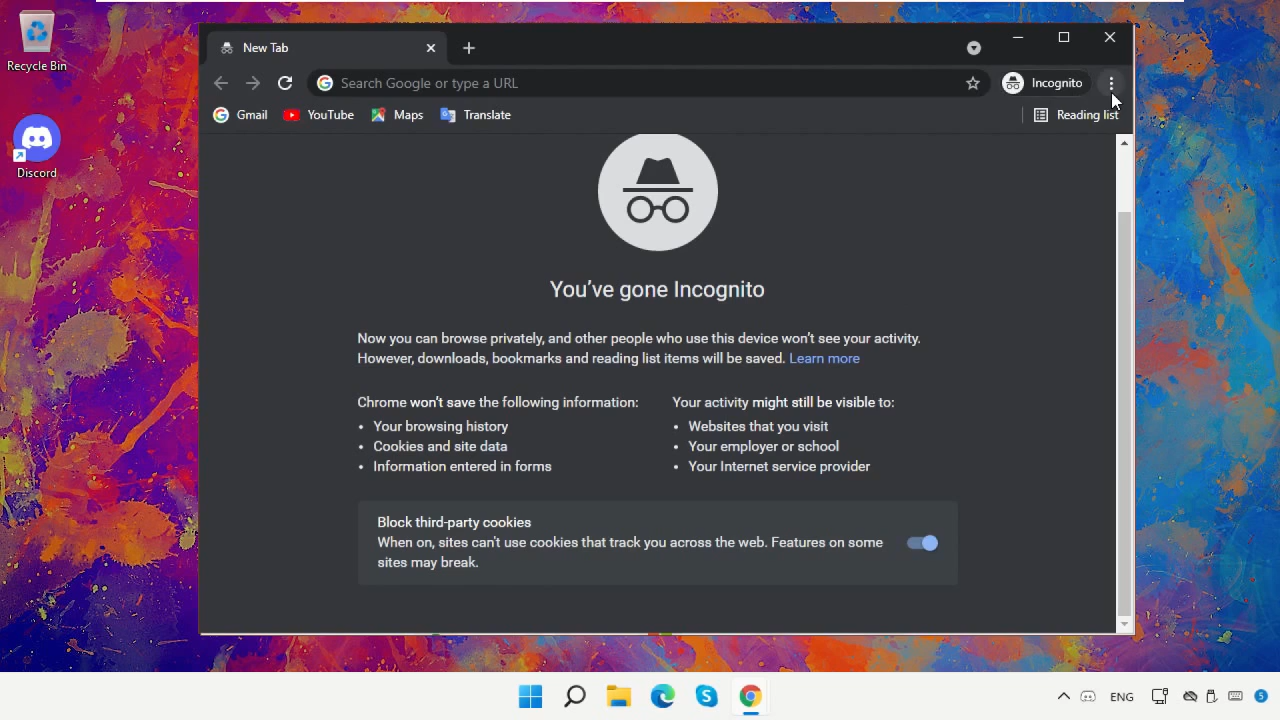 Recycle Bin
Discord
New Tab
Search Google or type a URL
Incognito
Gmail
YouTube
Maps
Translate
Reading list
You've gone Incognito
Now you can browse privately, and other people who use this device won't see your activity.
However, downloads, bookmarks and reading list items will be saved. Learn more
Chrome won't save the following information:
• Your browsing history
• Cookies and site data
• Information entered in forms
Your activity might still be visible to:
• Websites that you visit
• Your employer or school
• Your Internet service provider
Block third-party cookies
When on, sites can't use cookies that track you across the web. Features on some
sites may break.
ENG
5